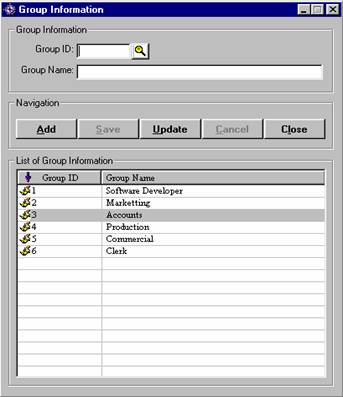 Group Information
Group Information
Group ID:
Group Name:
Navigation
Add Save Update Cancel Close
List of Group Information
Group ID Group Name
1 Software Developer
2 Marketting
3 Accounts
4 Production
5 Commercial
6 Clerk